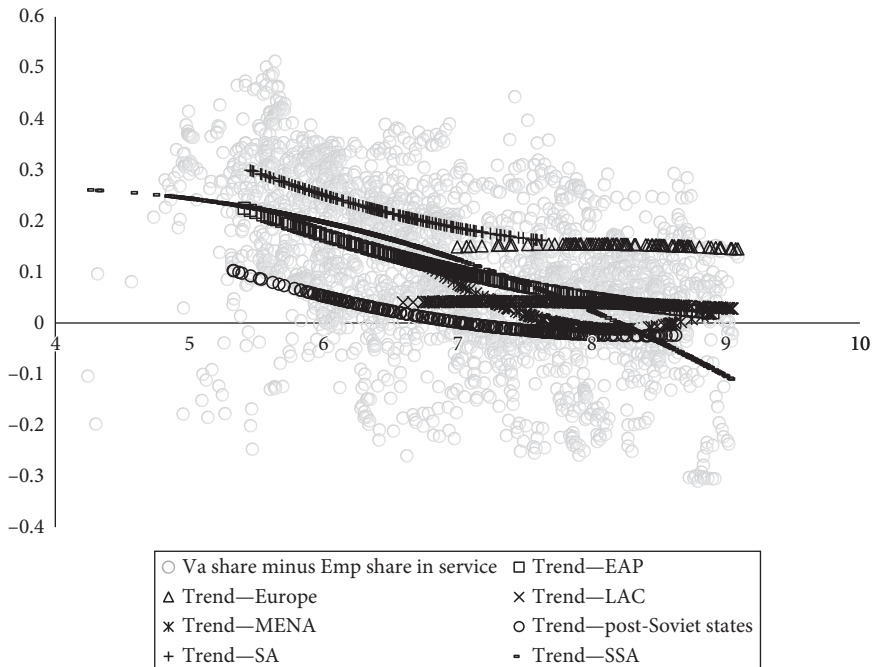 0.6
0.5
0.4
0.3
0.2
0.1
0
4 5 6 7 8 9 10
–0.1
–0.2
–0.3
–0.4
Va share minus Emp share in service Trend—EAP
Trend—Europe Trend—LAC
Trend—MENA Trend—post-Soviet states
Trend—SA Trend—SSA